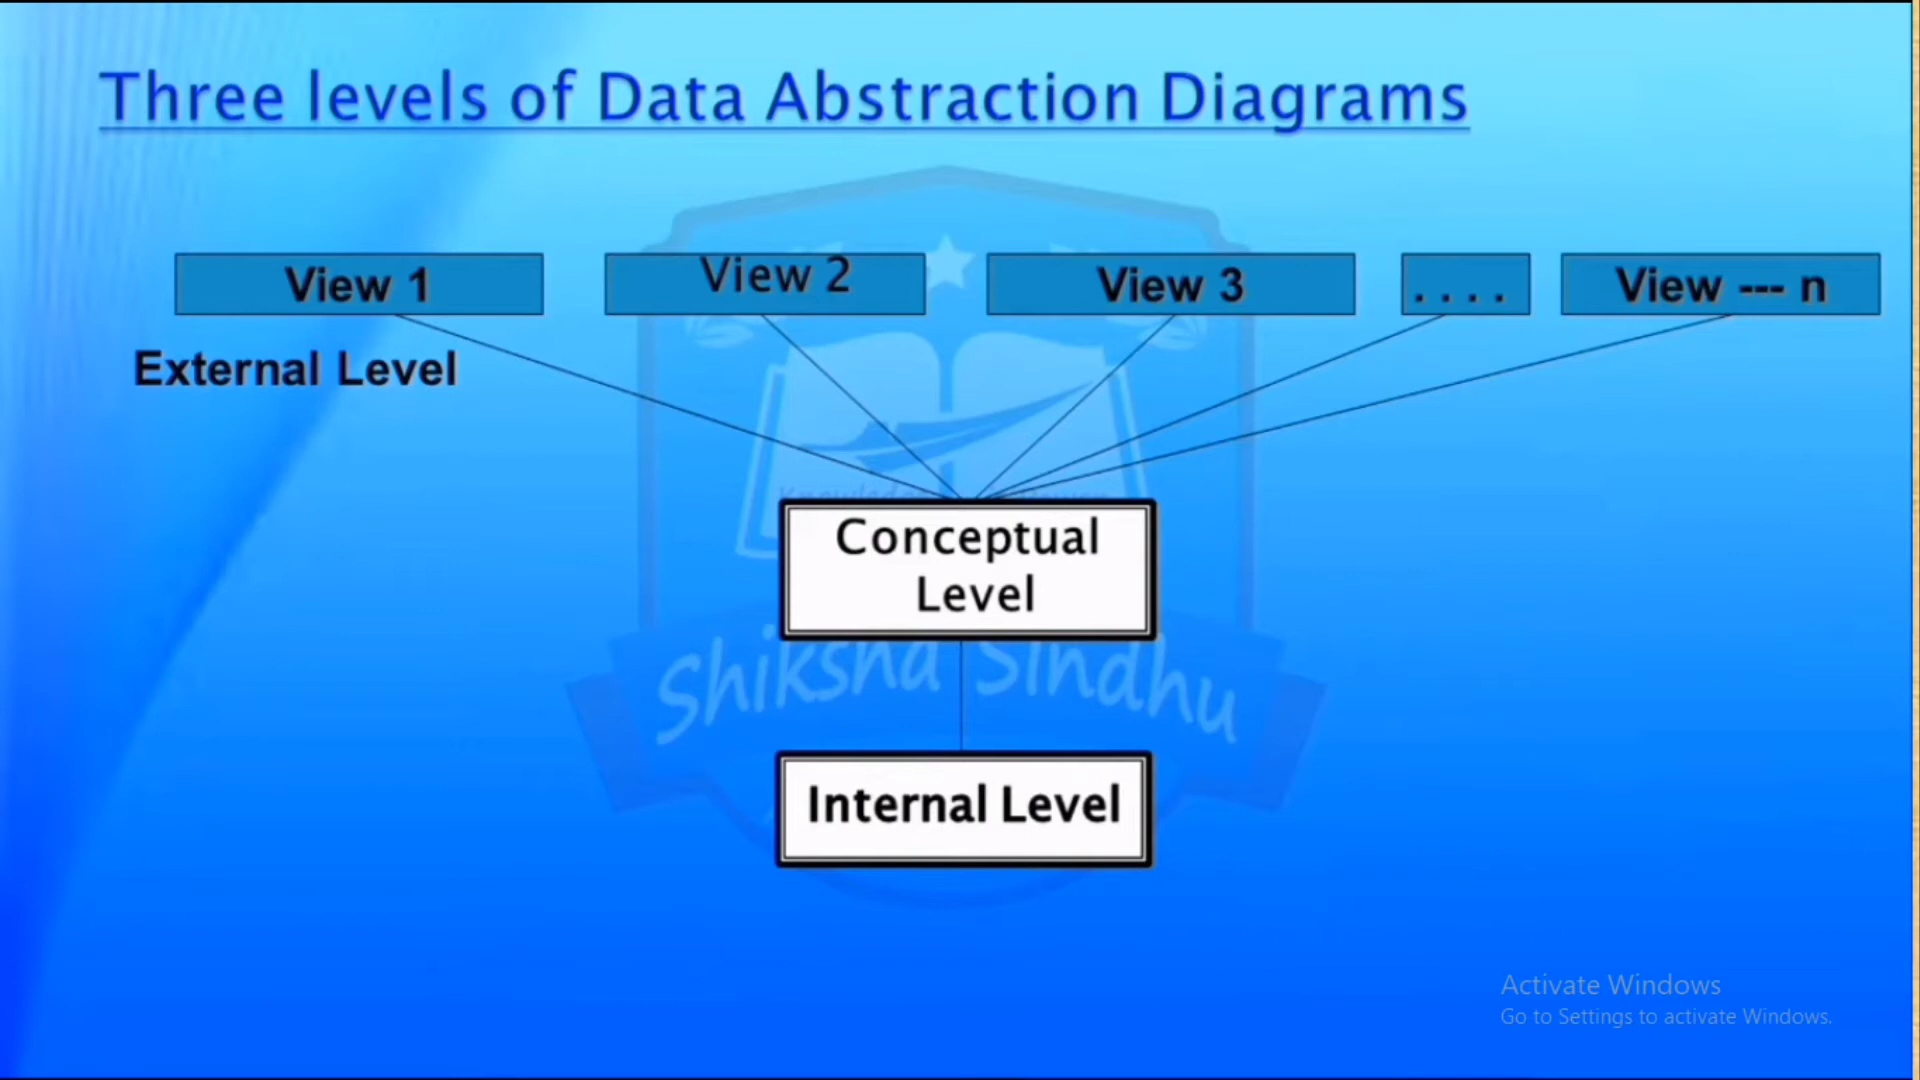 Three levels of Data Abstraction Diagrams
View 1
View 2
View 3
. . . .
View --- n
External Level
Conceptual
Level
Shiksha Sindhu
Internal Level
Activate Windows
Go to Settings to activate Windows.